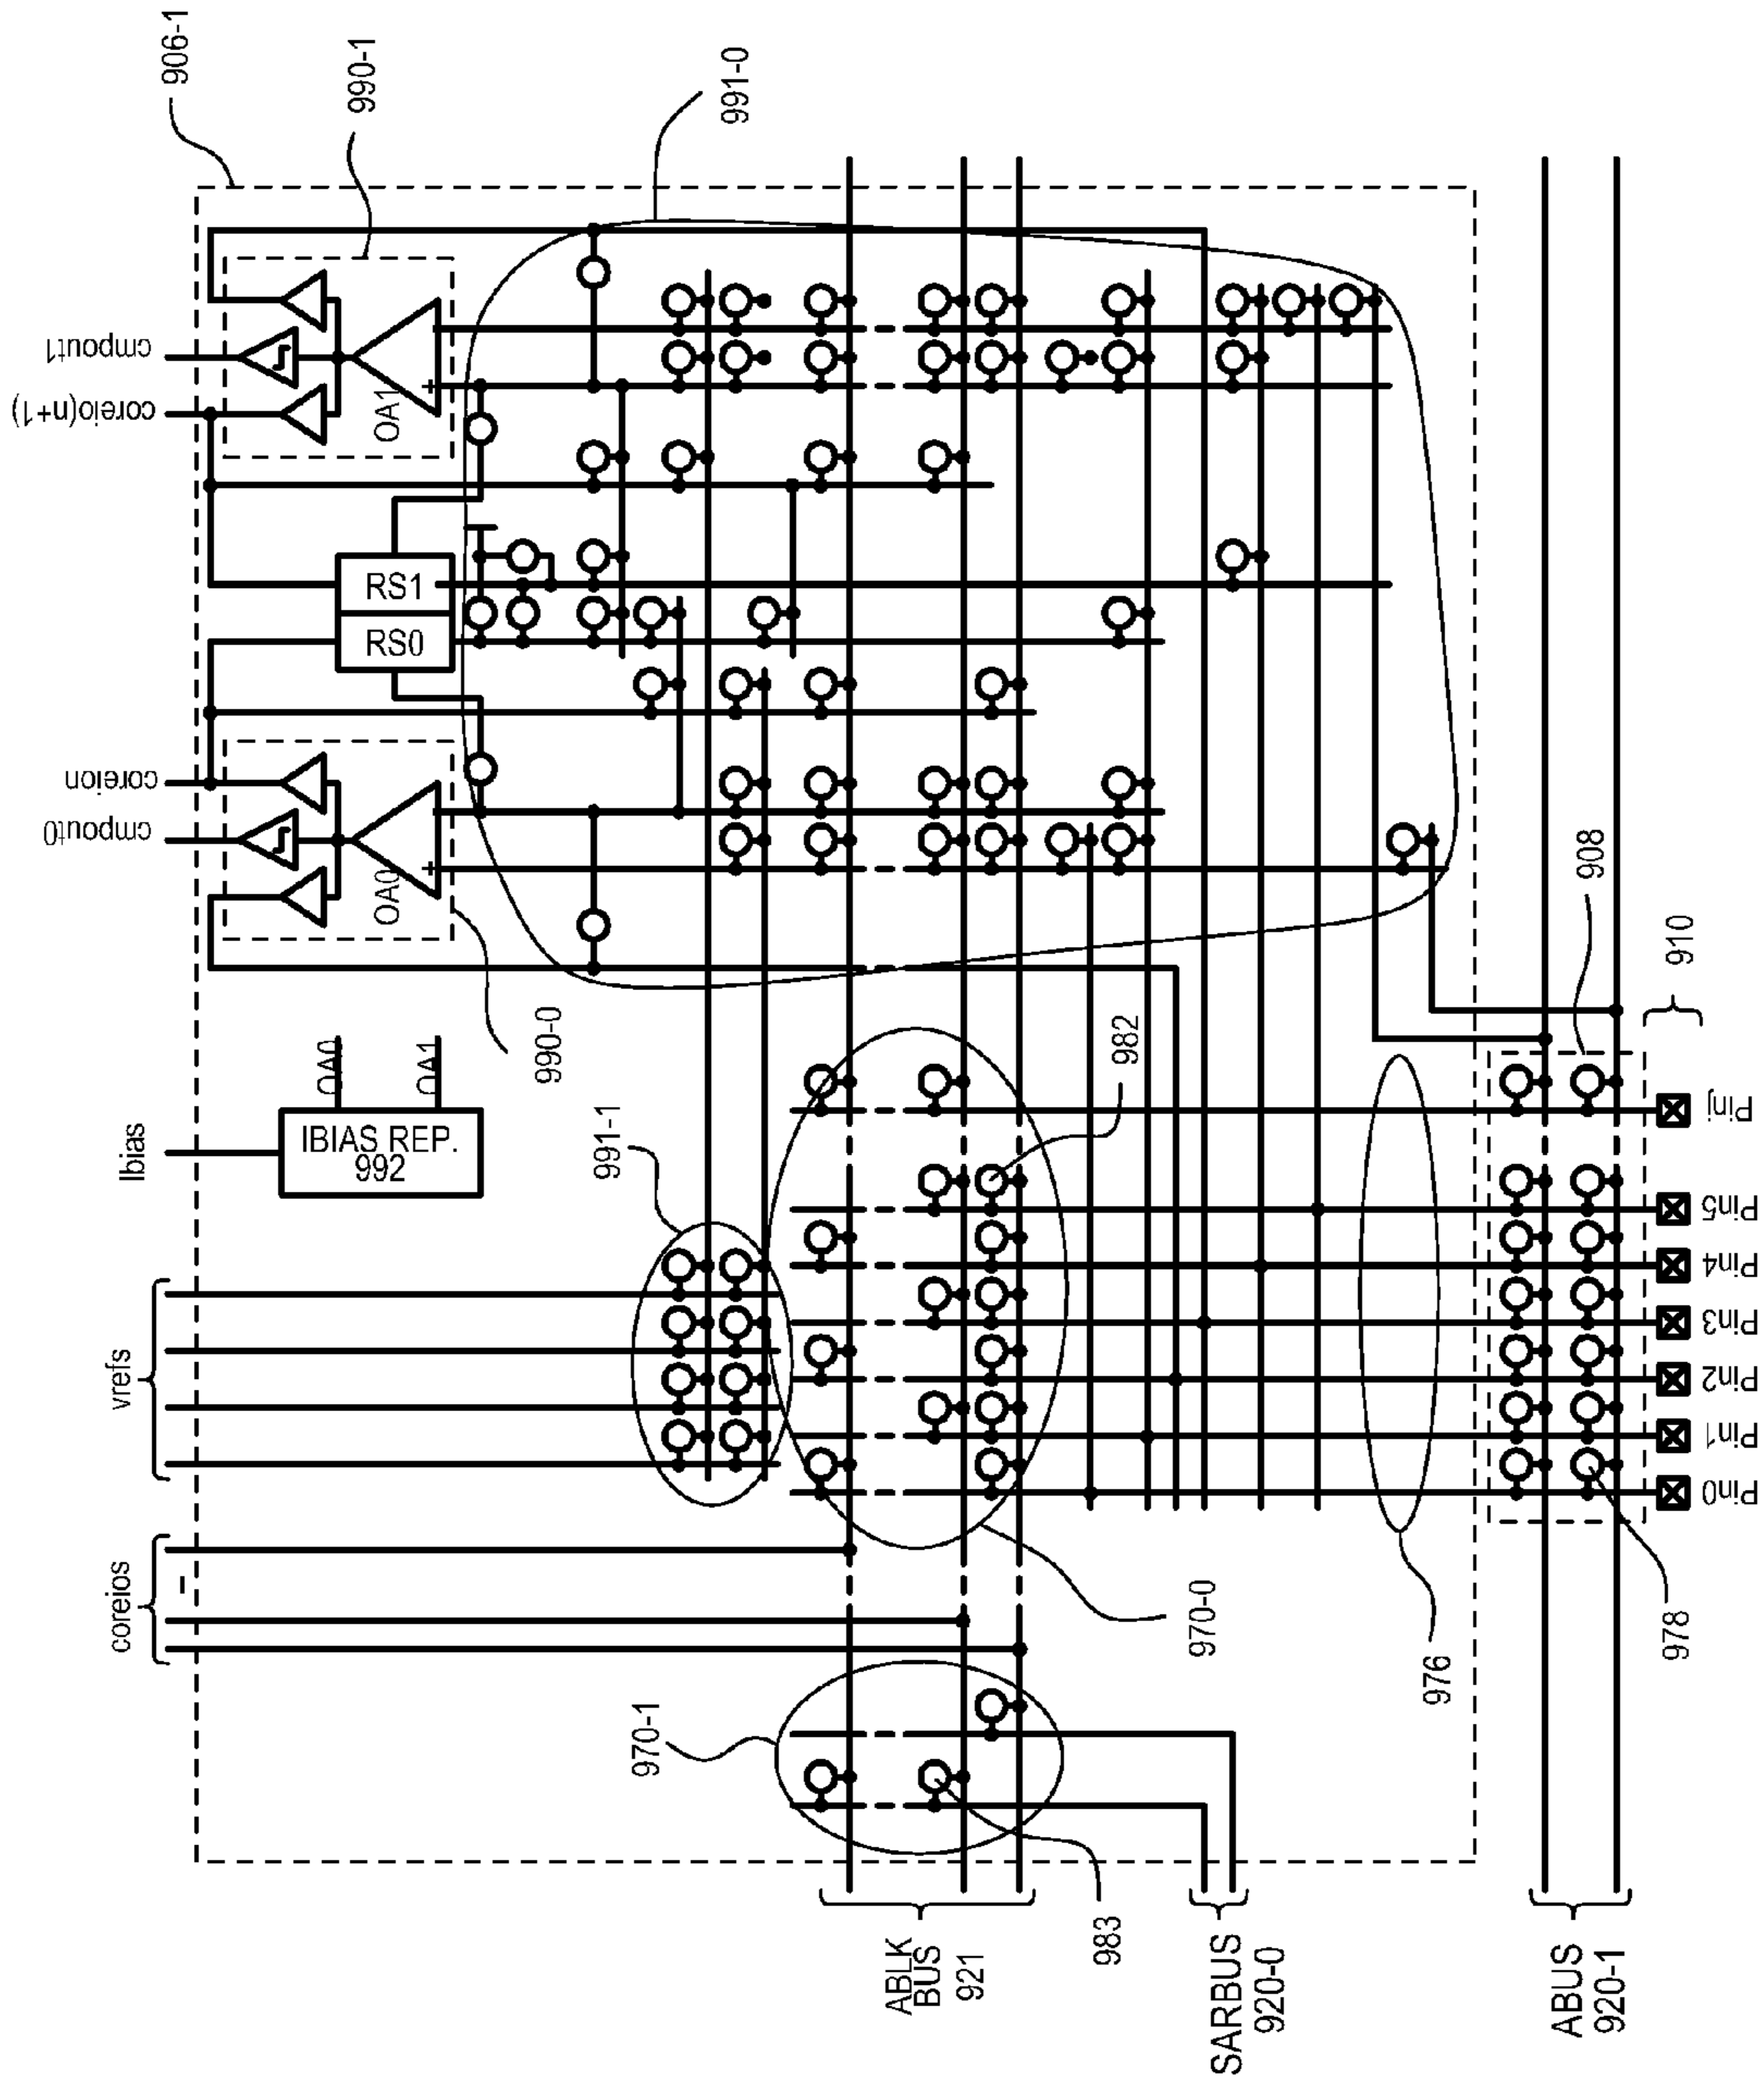 906-1
990-1
991-0
cmpout1
coreio(n+1)
OA1
+
RS1
RS0
coreion
cmpout0
OA0
+
990-0
OA0
OA1
Ibias
IBIAS REP.
992
991-1
982
vrefs
coreios
970-0
970-1
983
976
978
908
910
Pinj
Pin5
Pin4
Pin3
Pin2
Pin1
Pin0
ABLK
BUS
921
SARBUS
920-0
ABUS
920-1